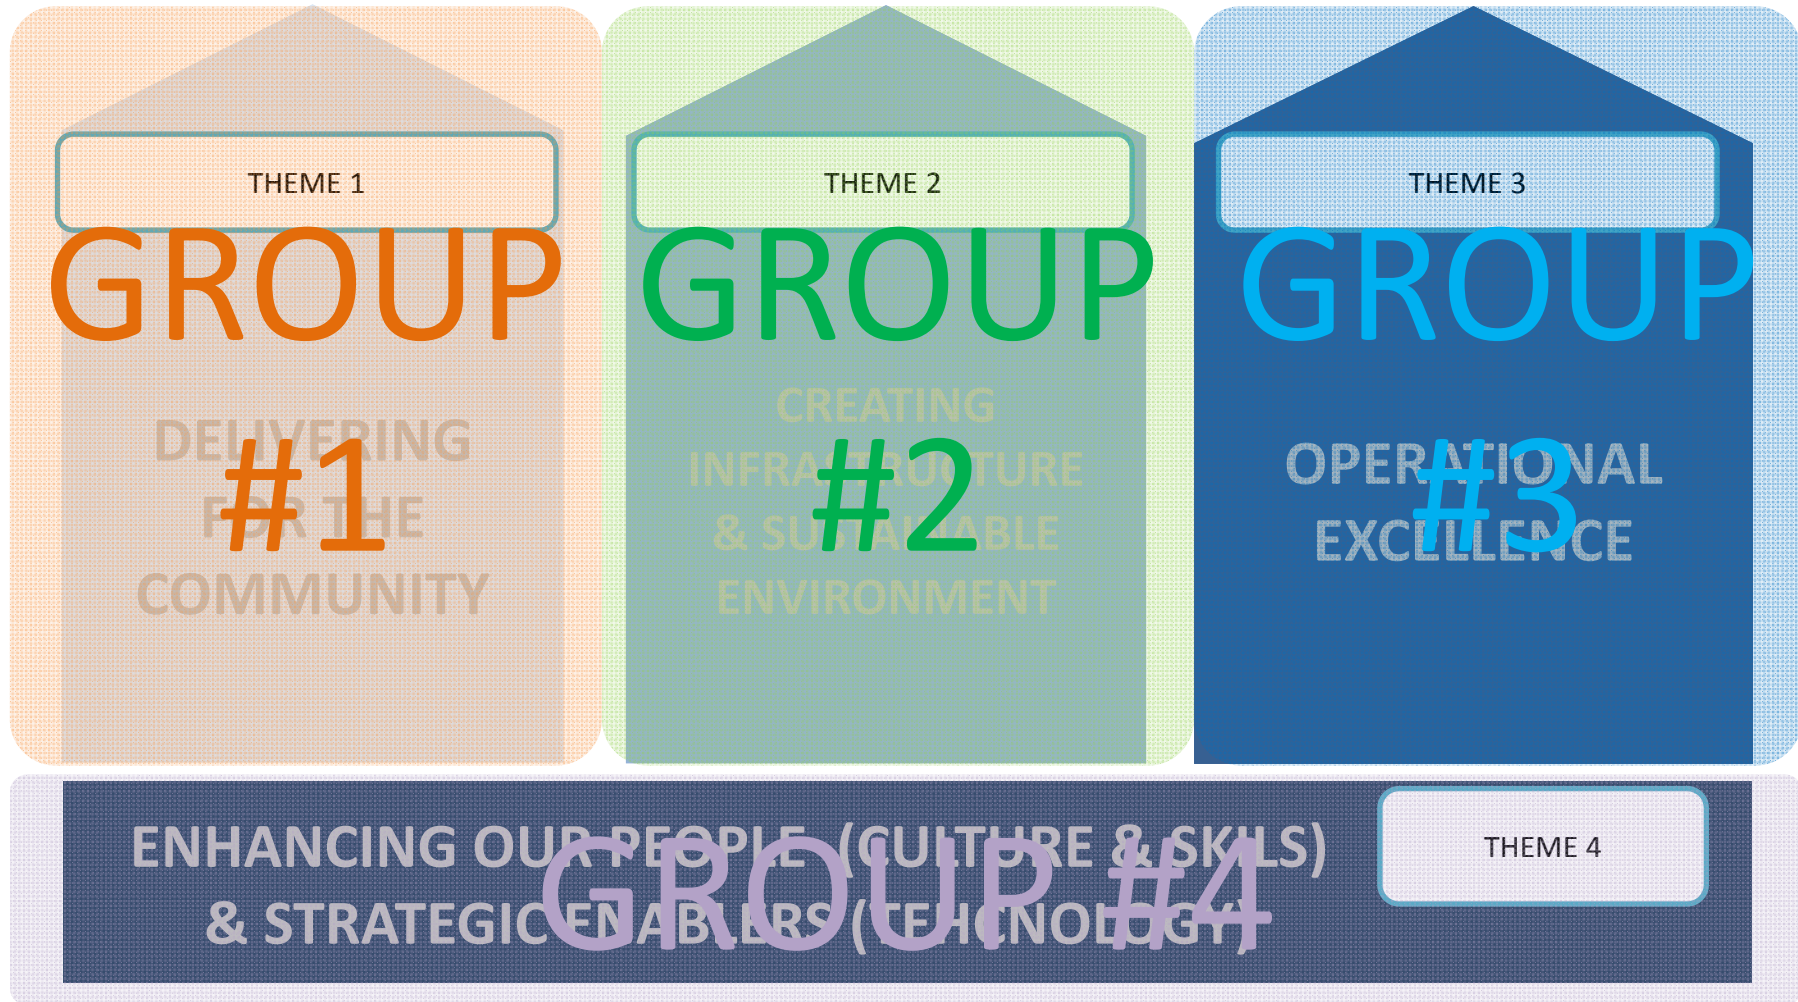 THEME 1
GROUP
#1
DELIVERING
FOR THE
COMMUNITY
THEME 2
GROUP
#2
CREATING
INFRASTRUCTURE
& SUSTAINABLE
ENVIRONMENT
THEME 3
GROUP
#3
OPERATIONAL
EXCELLENCE
ENHANCING OUR PEOPLE (CULTURE & SKILS)
& STRATEGIC ENABLERS (TEHCNOLOGY)
GROUP #4
THEME 4